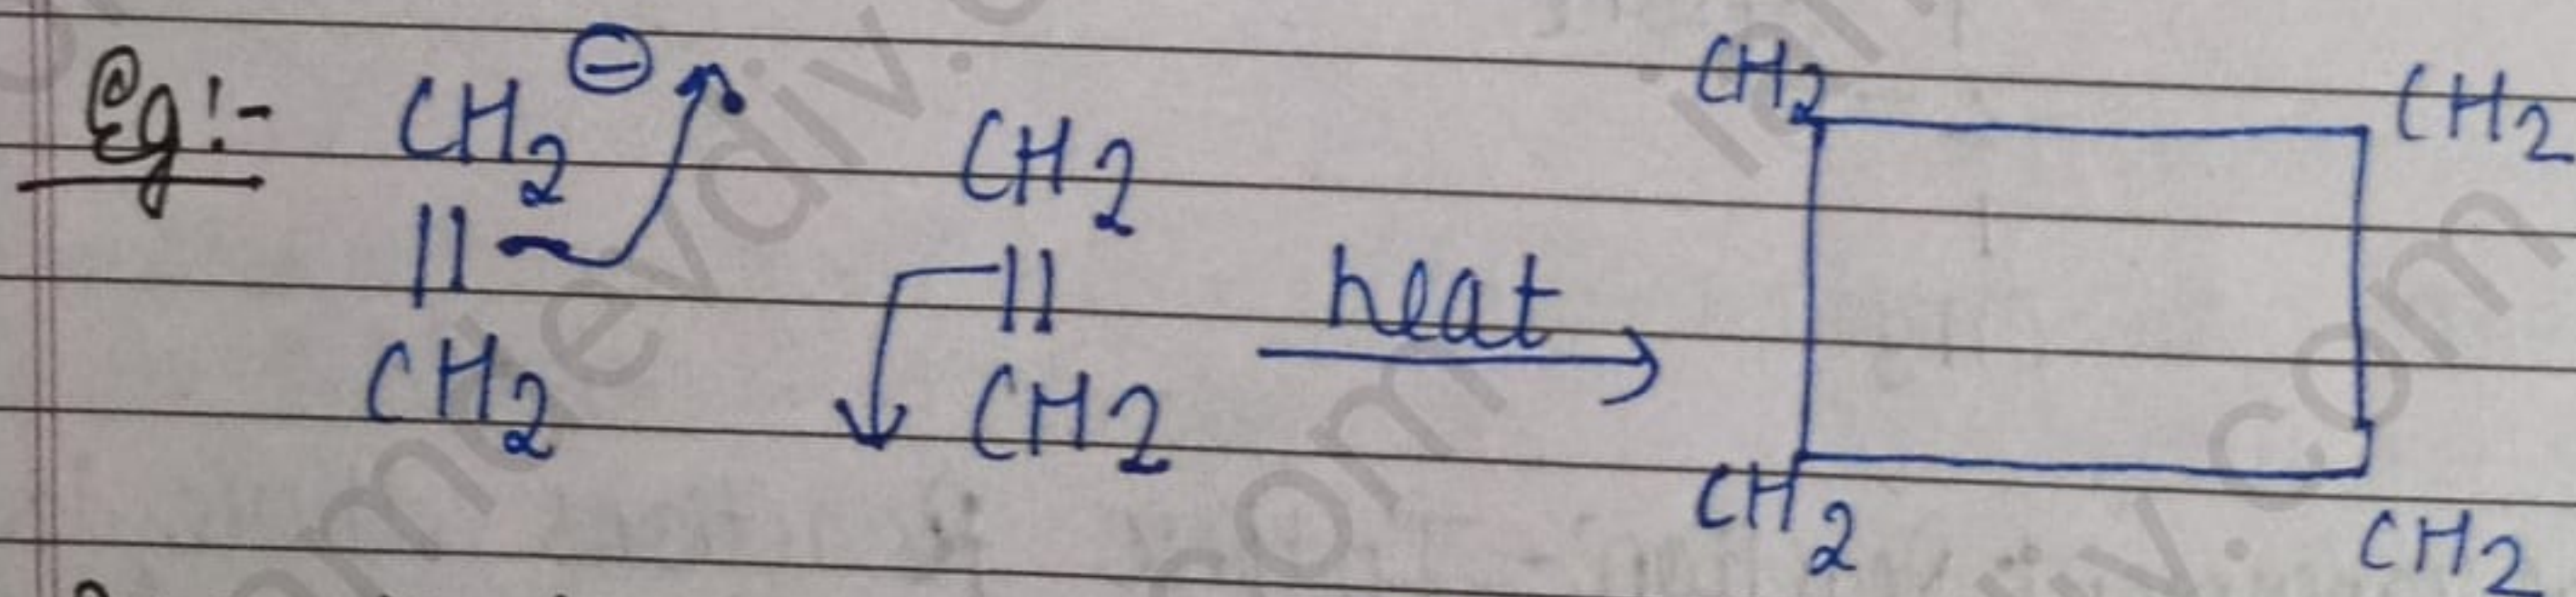 Eg:- CH2 ⊖ CH2 CH2 CH2
|| || heat
CH2 CH2 CH2 CH2